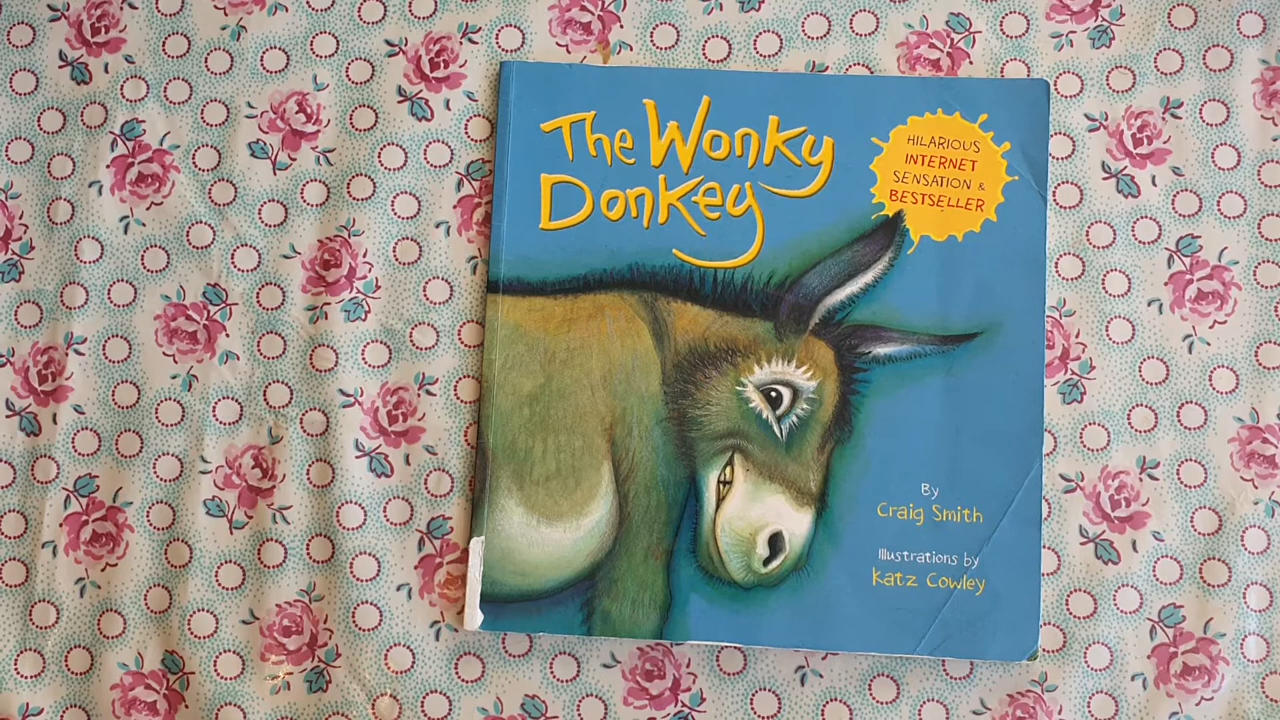 The Wonky
Donkey
HILARIOUS
INTERNET
SENSATION &
BESTSELLER
By
Craig Smith
Illustrations by
Katz Cowley